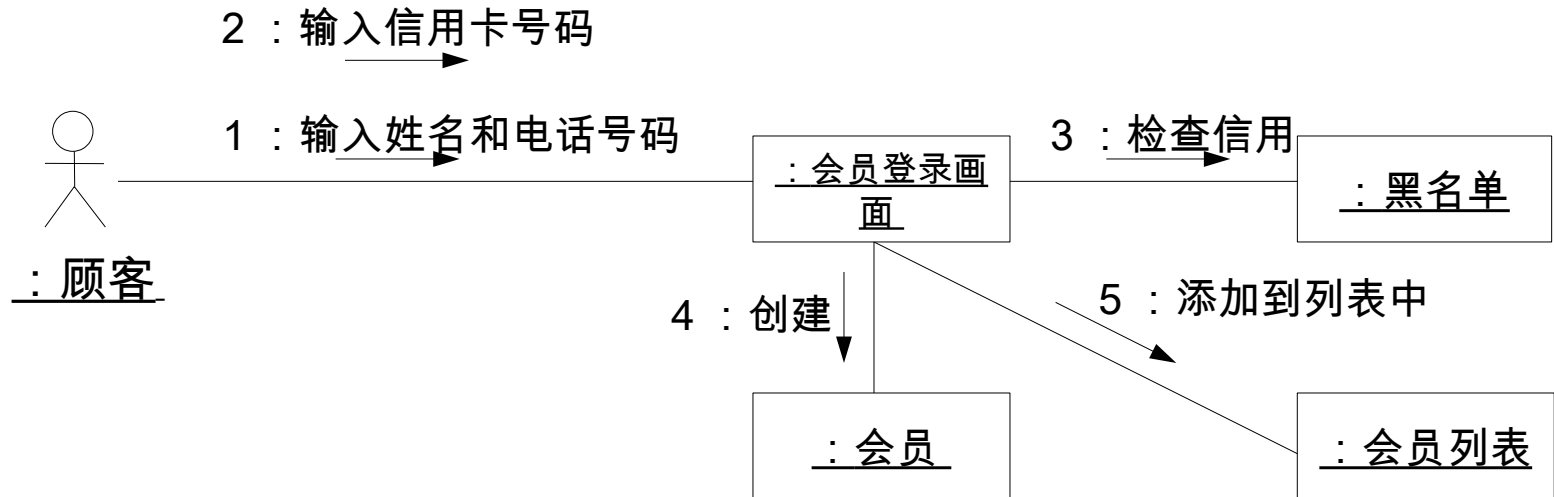 2 ：输入信用卡号码
1 ：输入姓名和电话号码
3 ：检查信用
：会员登录画
面
：黑名单
：顾客
4 ：创建
5 ：添加到列表中
：会员
：会员列表